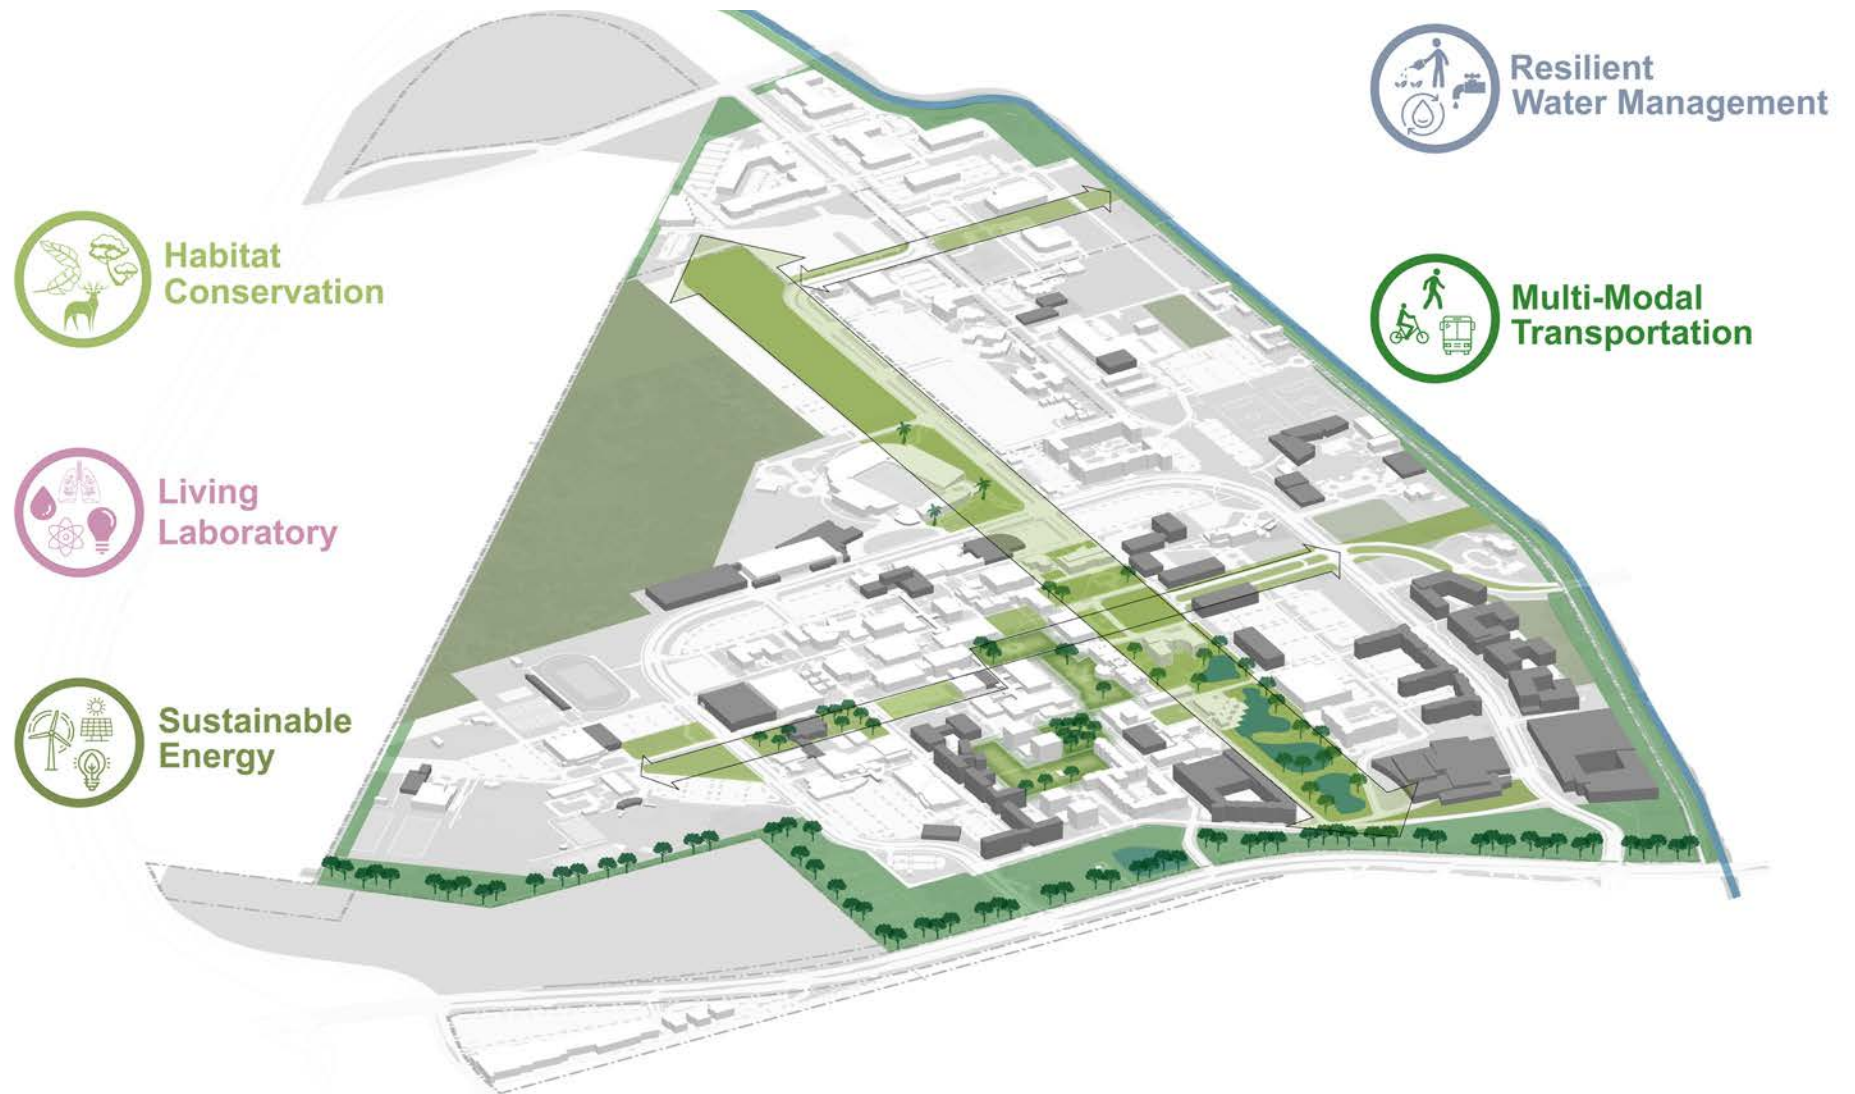 Resilient
Water Management
Habitat
Conservation
Multi-Modal
Transportation
Living
Laboratory
Sustainable
Energy